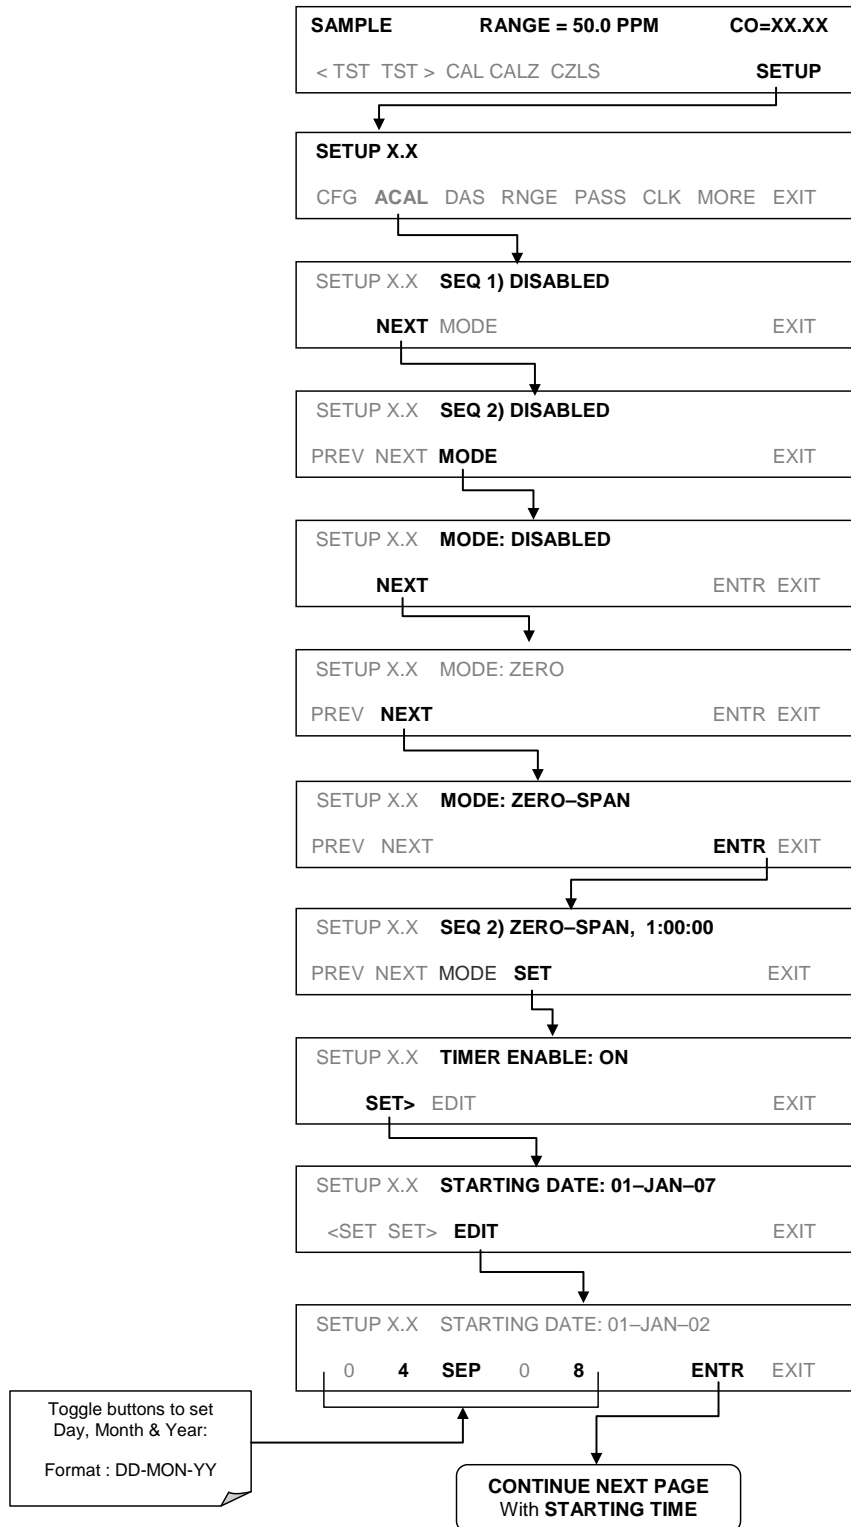 SAMPLE RANGE = 50.0 PPM CO=XX.XX
< TST TST > CAL CALZ CZLS SETUP
SETUP X.X
CFG ACAL DAS RNGE PASS CLK MORE EXIT
SETUP X.X SEQ 1) DISABLED
NEXT MODE EXIT
SETUP X.X SEQ 2) DISABLED
PREV NEXT MODE EXIT
SETUP X.X MODE: DISABLED
NEXT ENTR EXIT
SETUP X.X MODE: ZERO
PREV NEXT ENTR EXIT
SETUP X.X MODE: ZERO–SPAN
PREV NEXT ENTR EXIT
SETUP X.X SEQ 2) ZERO–SPAN, 1:00:00
PREV NEXT MODE SET EXIT
SETUP X.X TIMER ENABLE: ON
SET> EDIT EXIT
SETUP X.X STARTING DATE: 01–JAN–07
<SET SET> EDIT EXIT
SETUP X.X STARTING DATE: 01–JAN–02
0 4 SEP 0 8 ENTR EXIT
Toggle buttons to set
Day, Month & Year:
Format : DD-MON-YY
CONTINUE NEXT PAGE
With STARTING TIME